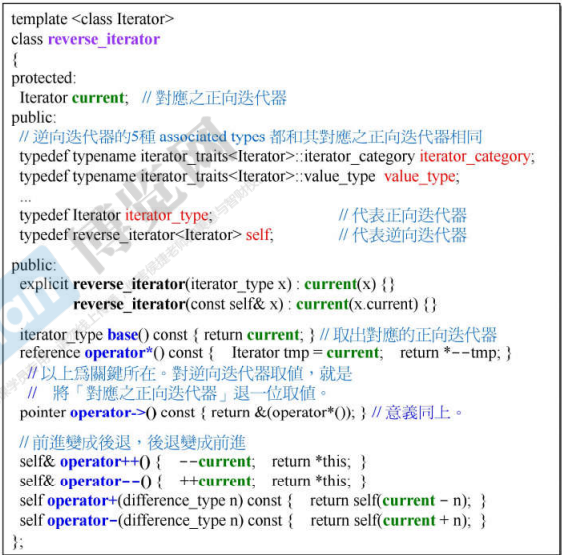 template <class Iterator>
class reverse_iterator
{
protected:
Iterator current; // 對應之正向迭代器
public:
// 逆向迭代器的5種 associated types 都和其對應之正向迭代器相同
typedef typename iterator_traits<Iterator>::iterator_category iterator_category;
typedef typename iterator_traits<Iterator>::value_type value_type;
...
typedef Iterator iterator_type; // 代表正向迭代器
typedef reverse_iterator<Iterator> self; // 代表逆向迭代器
public:
explicit reverse_iterator(iterator_type x) : current(x) {}
reverse_iterator(const self& x) : current(x.current) {}
iterator_type base() const { return current; } // 取出對應的正向迭代器
reference operator*() const { Iterator tmp = current; return *--tmp; }
// 以上為關鍵所在。對逆向迭代器取值，就是
// 將「對應之正向迭代器」退一位取值。
pointer operator->() const { return &(operator*()); } // 意義同上。
// 前進變成後退，後退變成前進
self& operator++() { --current; return *this; }
self& operator--() { ++current; return *this; }
self operator+(difference_type n) const { return self(current − n); }
self operator-(difference_type n) const { return self(current + n); }
};
博览网